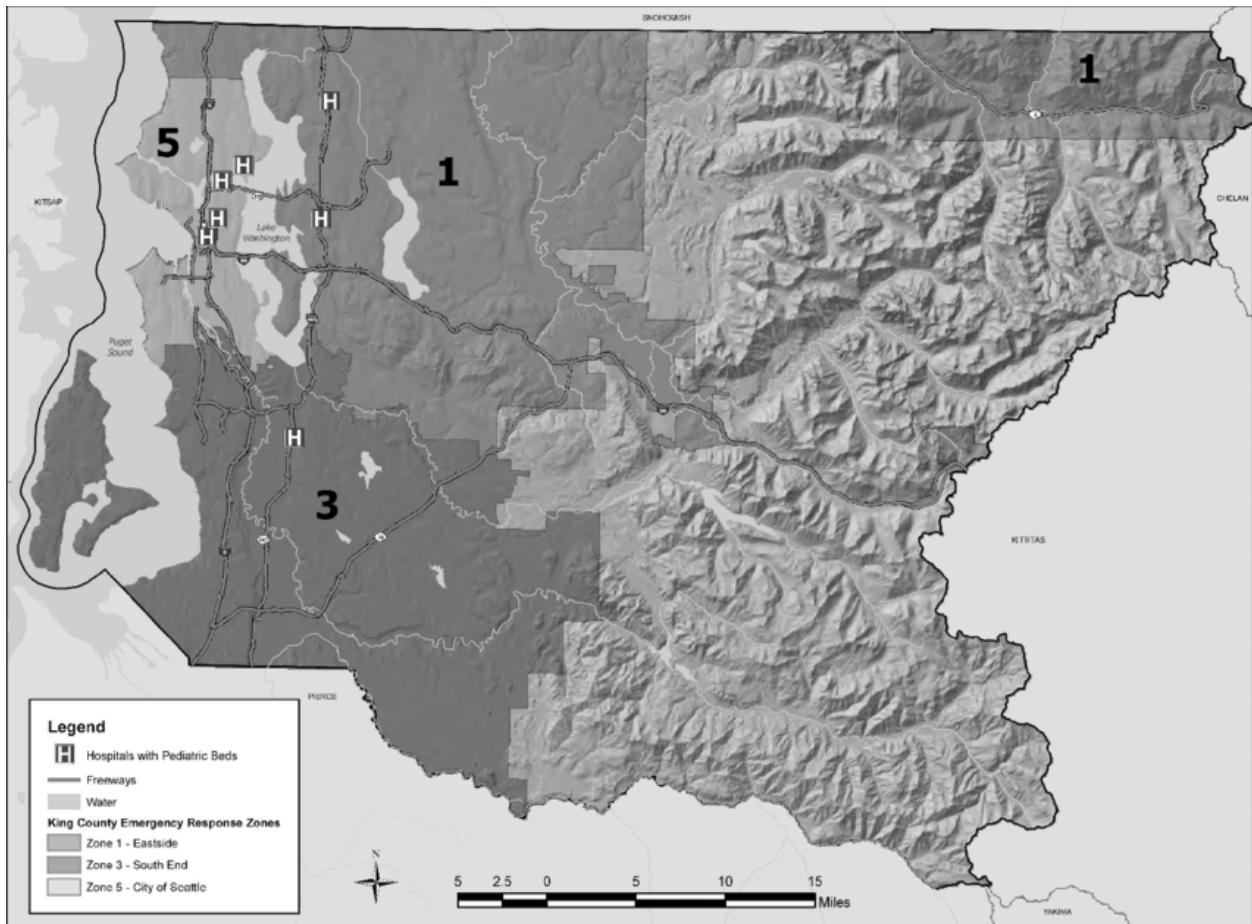 SNOHOMISH
1
5
H
H
1
H
H
KITSAP
CHELAN
H
H
H
Lake
Washington
Puget
Sound
H
3
KITTITAS
PIERCE
Legend
H Hospitals with Pediatric Beds
Freeways
Water
King County Emergency Response Zones
Zone 1 - Eastside
Zone 3 - South End
Zone 5 - City of Seattle
N
5 2.5 0 5 10 15
Miles
YAKIMA